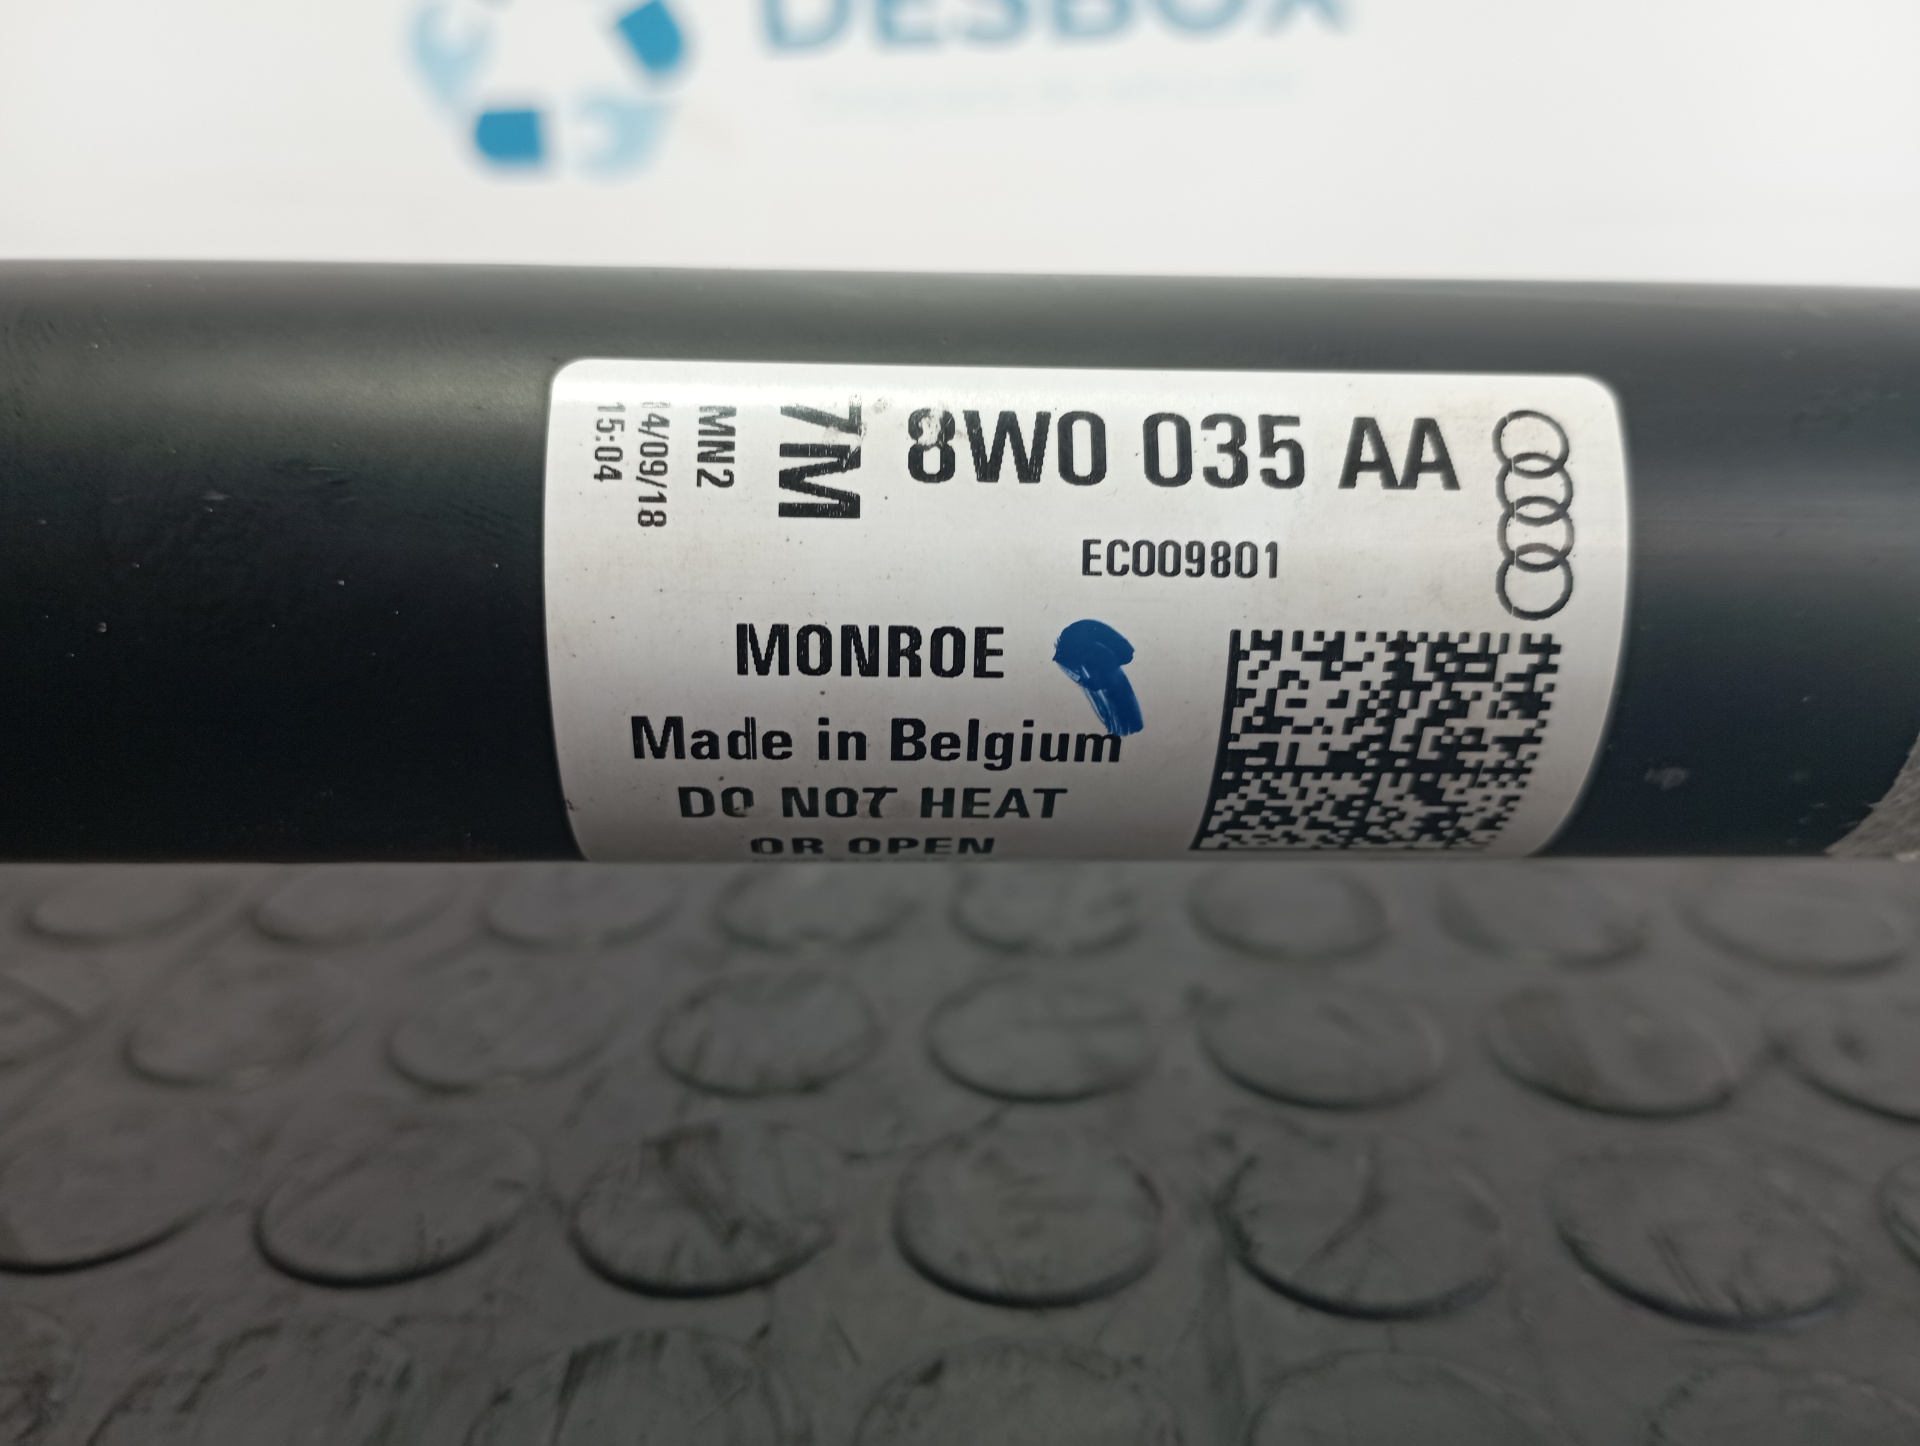 DESBOX
8W0 035 AA
7M
MN2
14/09/18
15:04
EC009801
MONROE
Made in Belgium
DO NOT HEAT
OR OPEN